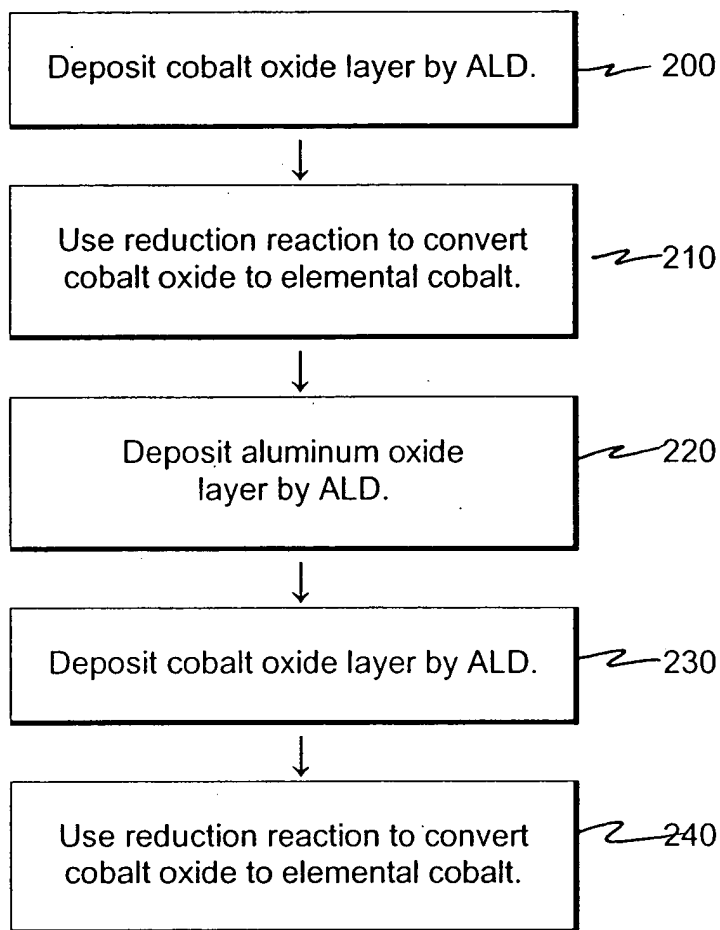 Deposit cobalt oxide layer by ALD.
200
Use reduction reaction to convert
cobalt oxide to elemental cobalt.
210
Deposit aluminum oxide
layer by ALD.
220
Deposit cobalt oxide layer by ALD.
230
Use reduction reaction to convert
cobalt oxide to elemental cobalt.
240